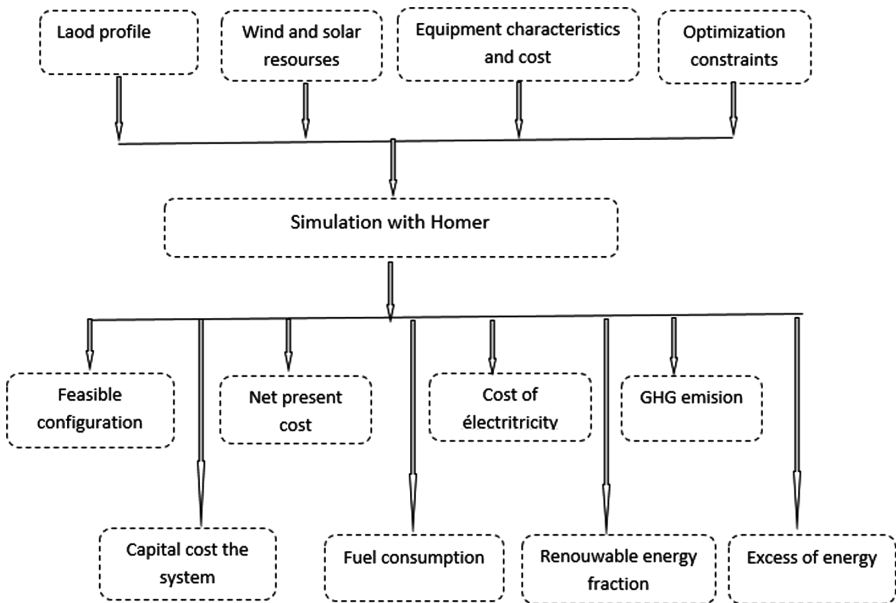 Laod profile
Wind and solar
resourses
Equipment characteristics
and cost
Optimization
constraints
Simulation with Homer
Feasible
configuration
Net present
cost
Cost of
électritricity
GHG emision
Capital cost the
system
Fuel consumption
Renouwable energy
fraction
Excess of energy